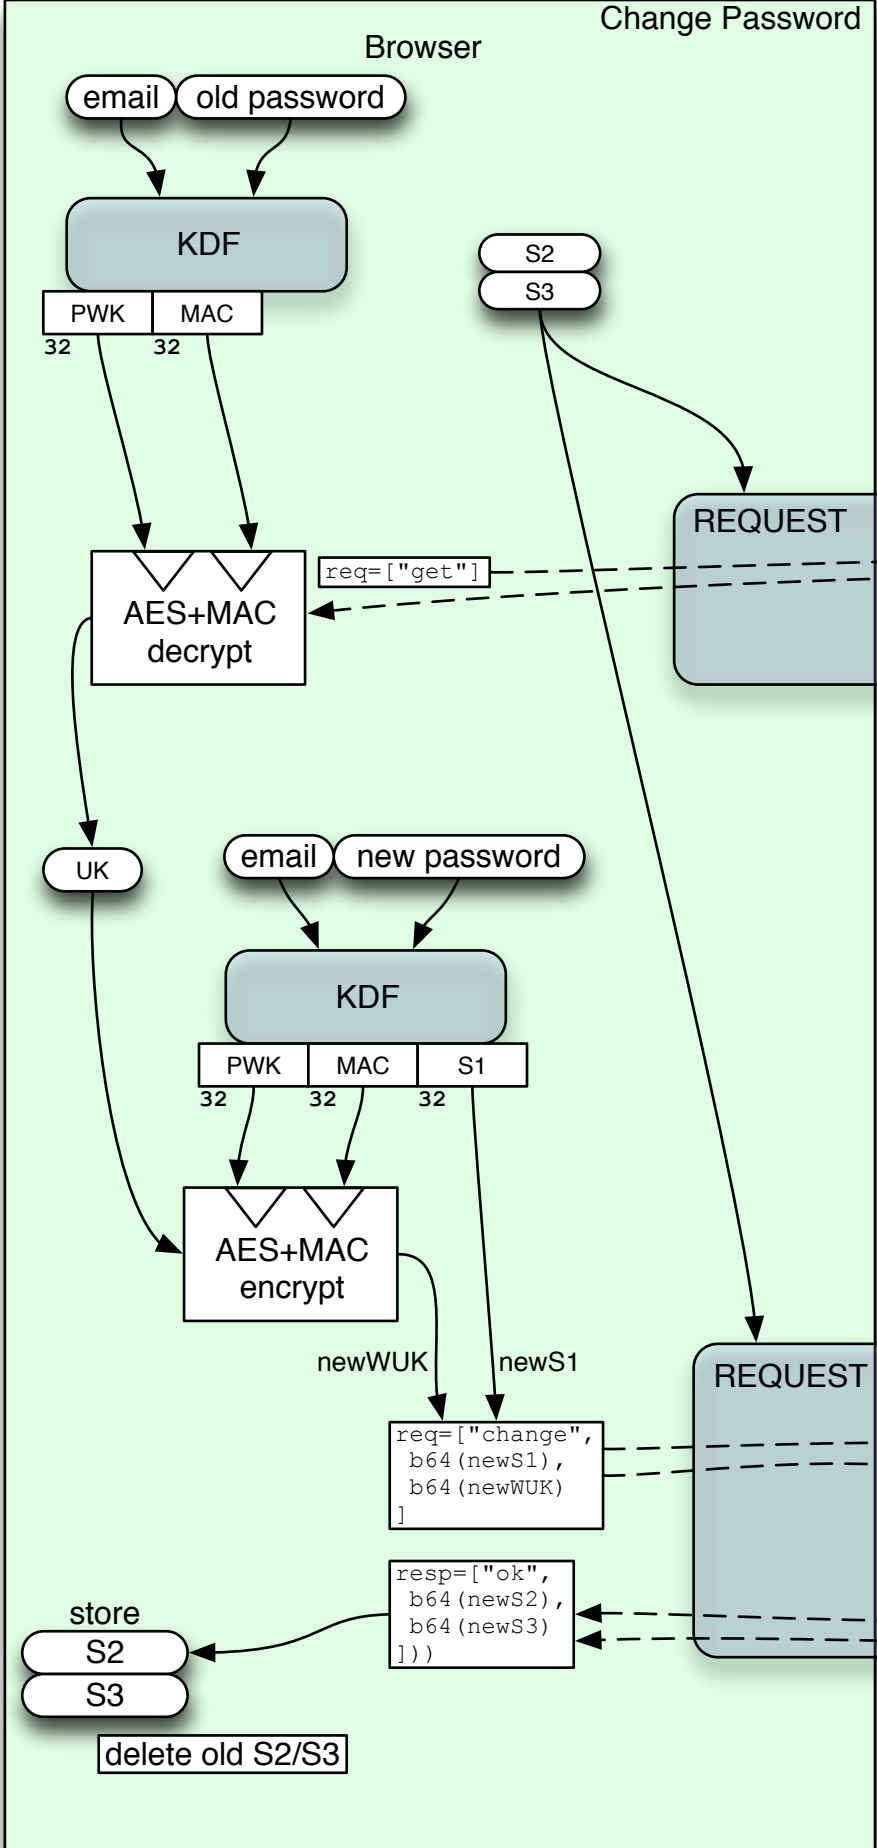 Change Password
Browser
email
old password
KDF
S2
S3
PWK
MAC
32
32
REQUEST
req=["get"]
AES+MAC
decrypt
UK
email
new password
KDF
PWK
MAC
S1
32
32
32
AES+MAC
encrypt
newWUK
newS1
REQUEST
req=["change",
b64(newS1),
b64(newWUK)
]
resp=["ok",
b64(newS2),
b64(newS3)
]))
store
S2
S3
delete old S2/S3